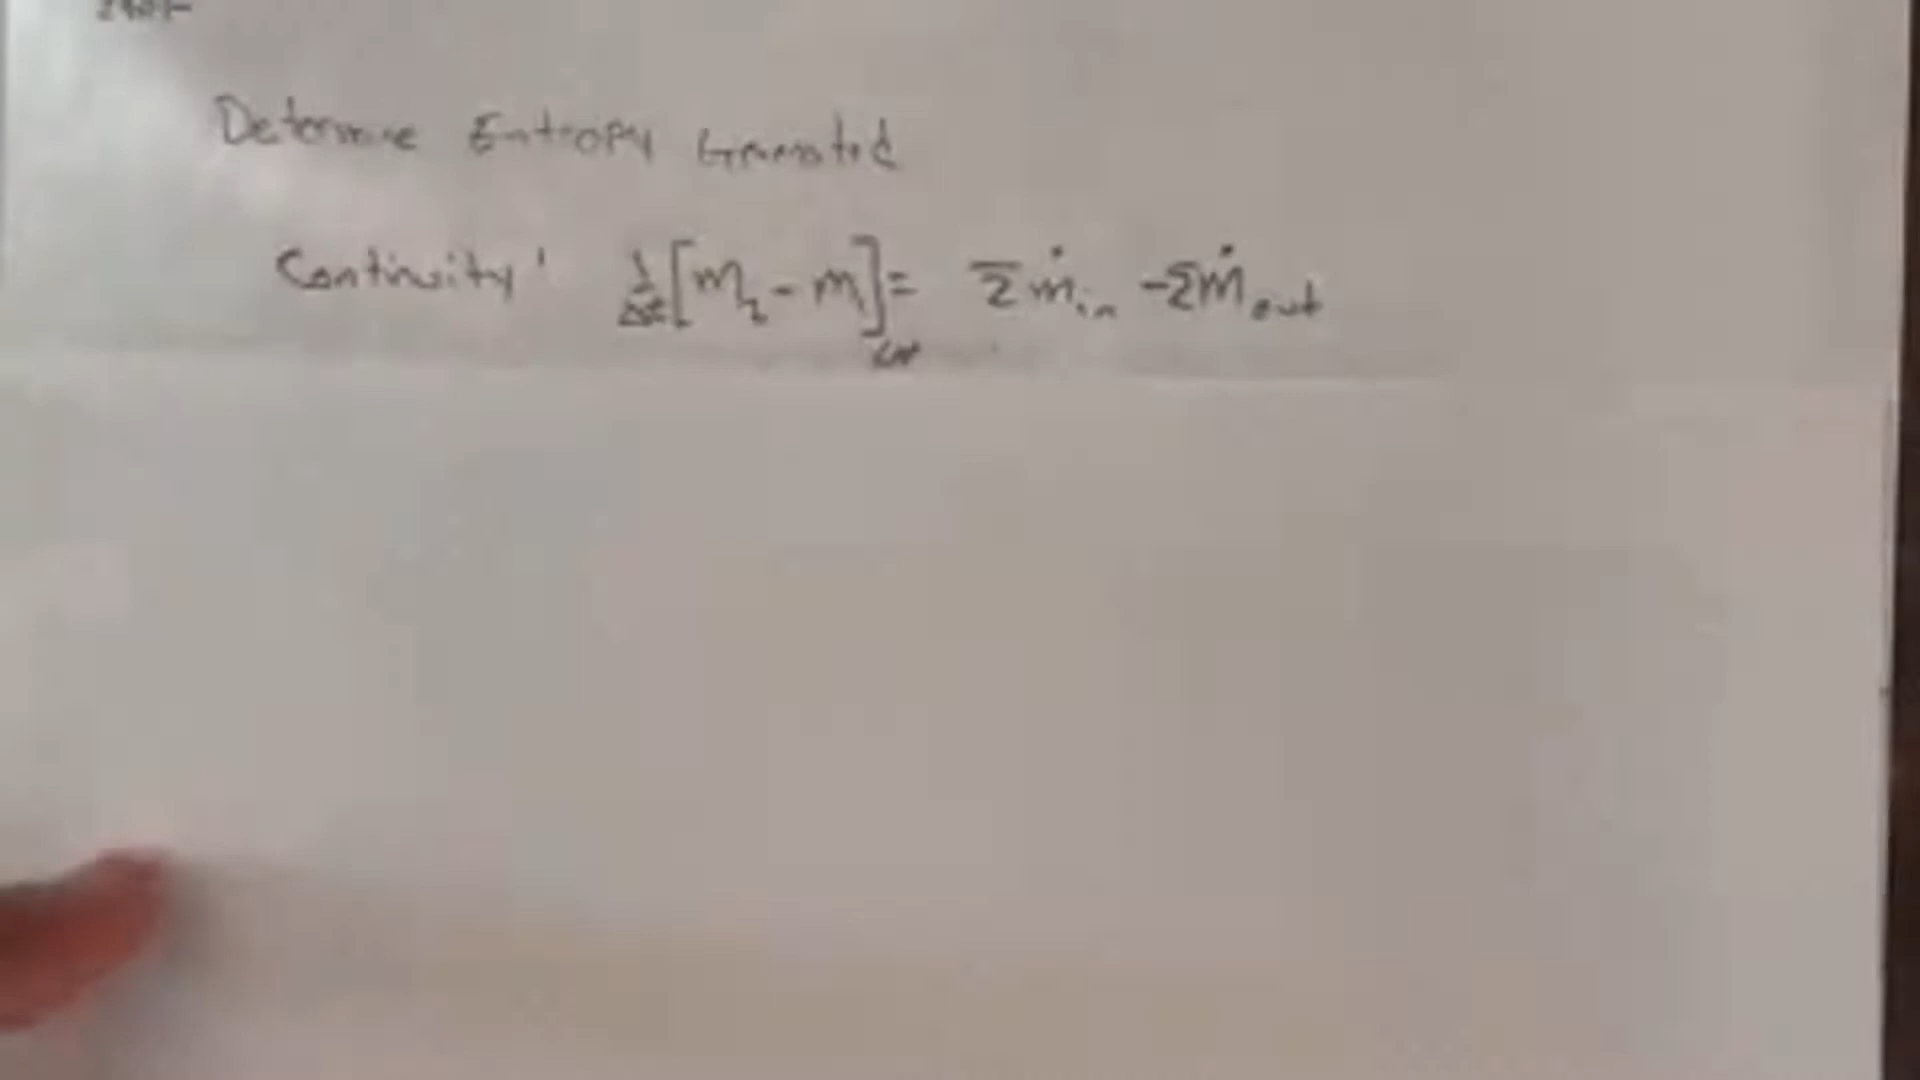 Determine Entropy Generated
Continuity: 1/Δt [m₂ - m₁]cv = Σṁin - Σṁout